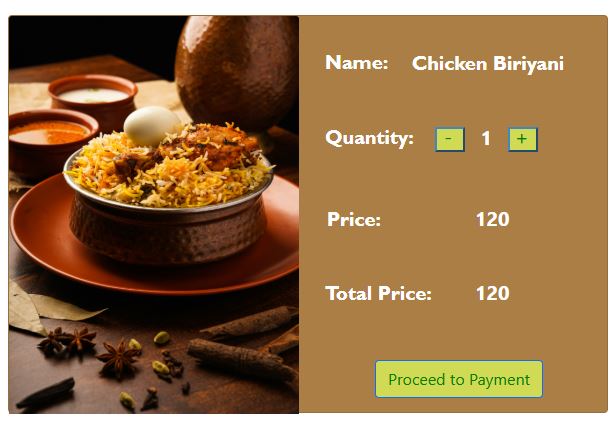 Name: Chicken Biriyani
Quantity: - 1 +
Price: 120
Total Price: 120
Proceed to Payment